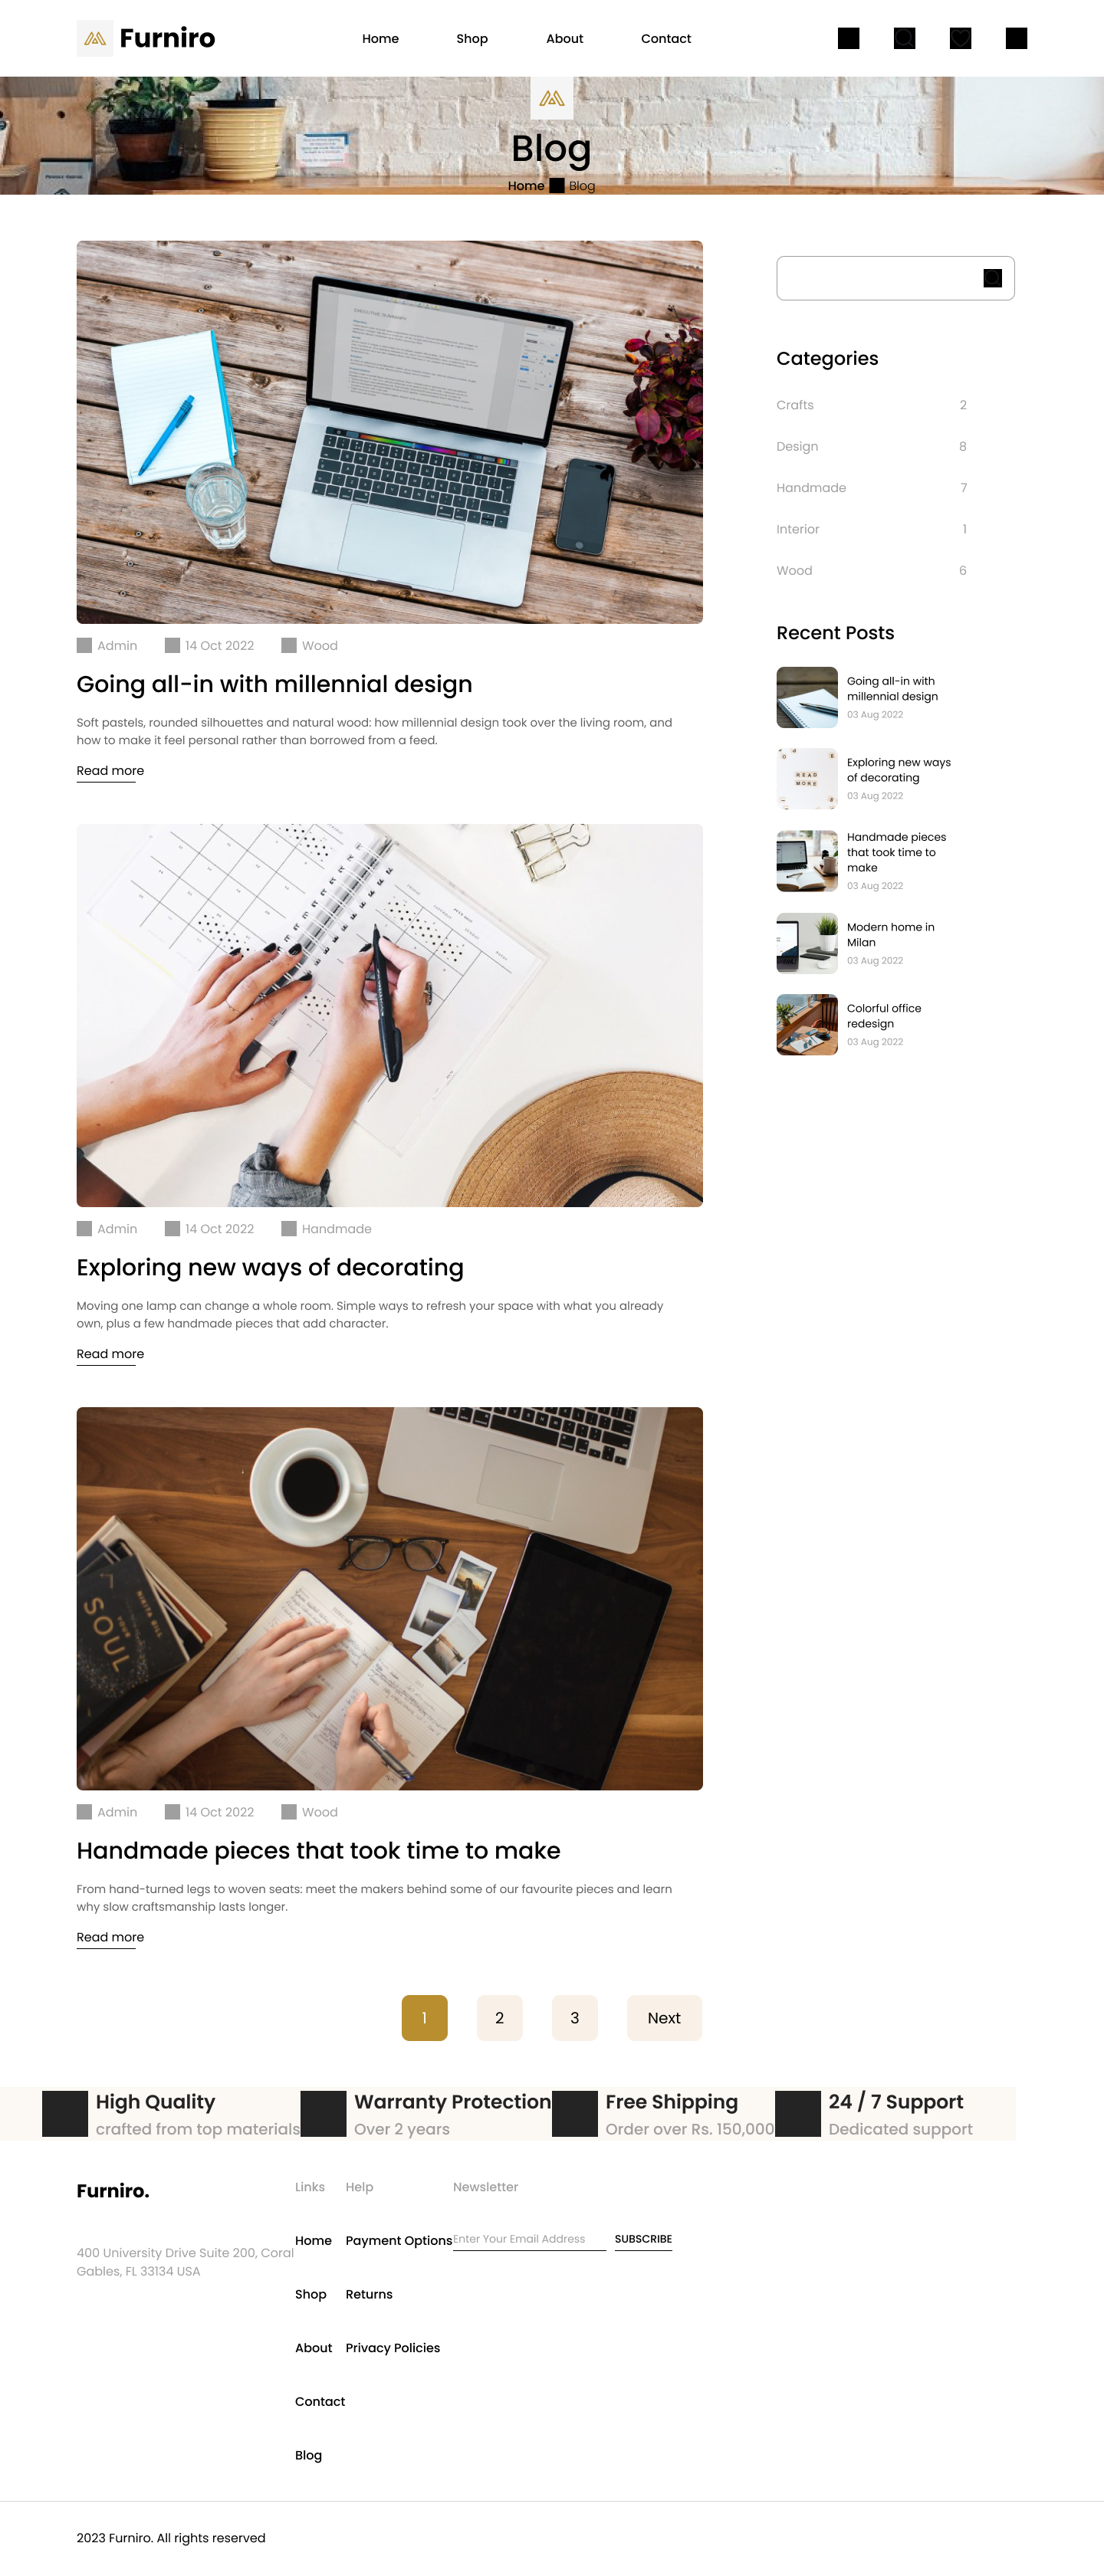 Furniro
Home
Shop
About
Contact
Blog
Home
Blog
EXECUTIVE SUMMARY
Admin
14 Oct 2022
Wood
Going all-in with millennial design
Soft pastels, rounded silhouettes and natural wood: how millennial design took over the living room, and
how to make it feel personal rather than borrowed from a feed.
Read more
Admin
14 Oct 2022
Handmade
Exploring new ways of decorating
Moving one lamp can change a whole room. Simple ways to refresh your space with what you already
own, plus a few handmade pieces that add character.
Read more
YOUR
SOUL
Admin
14 Oct 2022
Wood
Handmade pieces that took time to make
From hand-turned legs to woven seats: meet the makers behind some of our favourite pieces and learn
why slow craftsmanship lasts longer.
Read more
1
2
3
Next
Categories
Crafts
2
Design
8
Handmade
7
Interior
1
Wood
6
Recent Posts
Going all-in with
millennial design
03 Aug 2022
READ
MORE
Exploring new ways
of decorating
03 Aug 2022
Handmade pieces
that took time to
make
03 Aug 2022
Modern home in
Milan
03 Aug 2022
Colorful office
redesign
03 Aug 2022
High Quality
crafted from top materials
Warranty Protection
Over 2 years
Free Shipping
Order over Rs. 150,000
24 / 7 Support
Dedicated support
Furniro.
400 University Drive Suite 200, Coral
Gables, FL 33134 USA
Links
Home
Shop
About
Contact
Blog
Help
Payment Options
Returns
Privacy Policies
Newsletter
Enter Your Email Address
SUBSCRIBE
2023 Furniro. All rights reserved